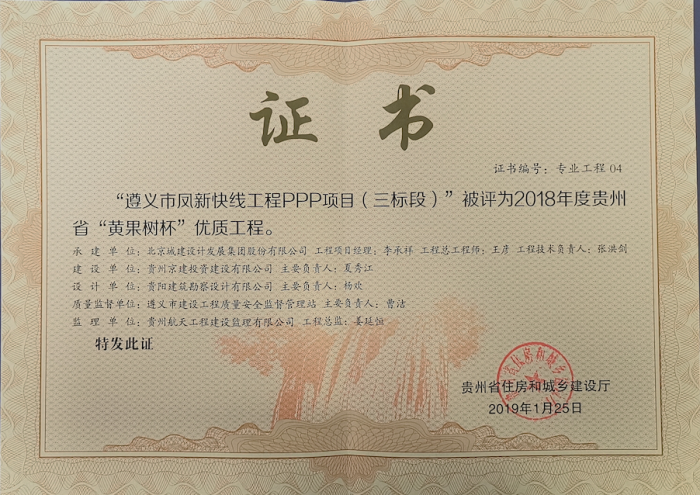 证书
证书编号：专业工程 04
“遵义市凤新快线工程PPP项目（三标段）”被评为2018年度贵州
省“黄果树杯”优质工程。
承建单位：北京城建设计发展集团股份有限公司 工程项目经理：李承祥 工程总工程师：王彦 工程技术负责人：张洪剑
建设单位：贵州京建投资建设有限公司 主要负责人：夏秀江
设计单位：贵阳建筑勘察设计有限公司 主要负责人：杨欢
质量监督单位：遵义市建设工程质量安全监督管理站 主要负责人：曹洁
监理单位：贵州航天工程建设监理有限公司 工程总监：姜延恒
特发此证
贵州省住房和城乡建设厅
2019年1月25日